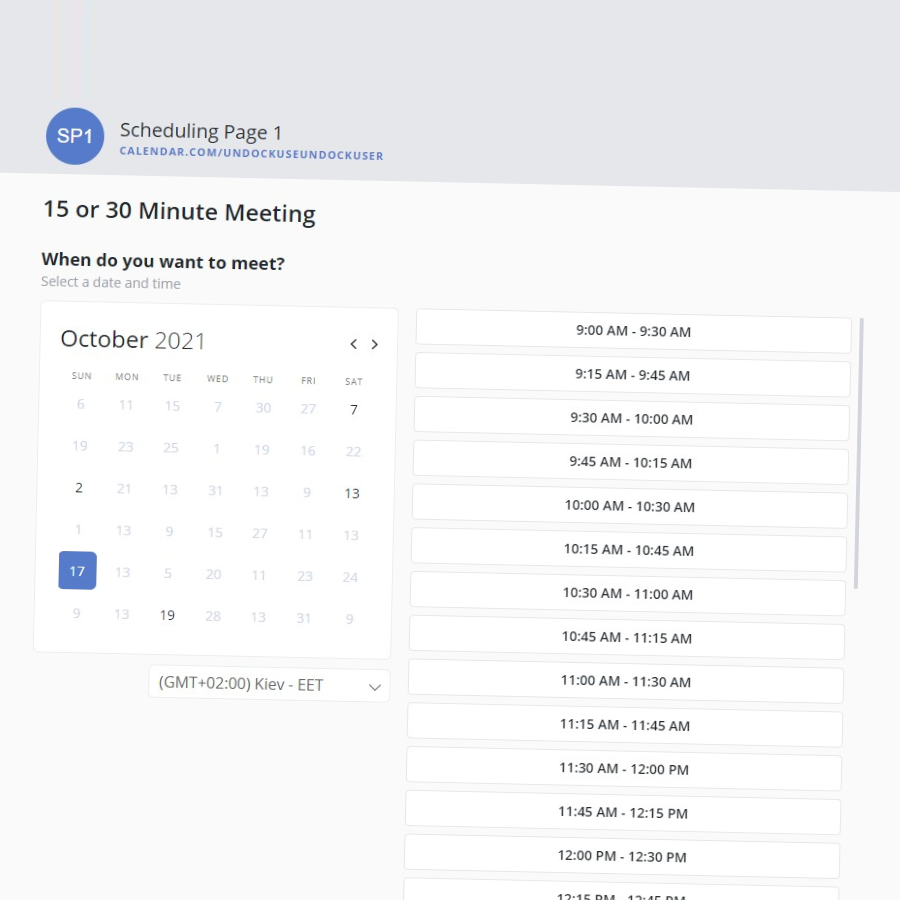 SP1
Scheduling Page 1
CALENDAR.COM/UNDOCKUSEUNDOCKUSER
15 or 30 Minute Meeting
When do you want to meet?
Select a date and time
October 2021
SUN MON TUE WED THU FRI SAT
6 11 15 7 30 27 7
19 23 25 1 19 16 22
2 21 13 31 13 9 13
1 13 9 15 27 11 13
17 13 5 20 11 23 24
9 13 19 28 13 31 9
(GMT+02:00) Kiev - EET
9:00 AM - 9:30 AM
9:15 AM - 9:45 AM
9:30 AM - 10:00 AM
9:45 AM - 10:15 AM
10:00 AM - 10:30 AM
10:15 AM - 10:45 AM
10:30 AM - 11:00 AM
10:45 AM - 11:15 AM
11:00 AM - 11:30 AM
11:15 AM - 11:45 AM
11:30 AM - 12:00 PM
11:45 AM - 12:15 PM
12:00 PM - 12:30 PM
12:15 PM - 12:45 PM